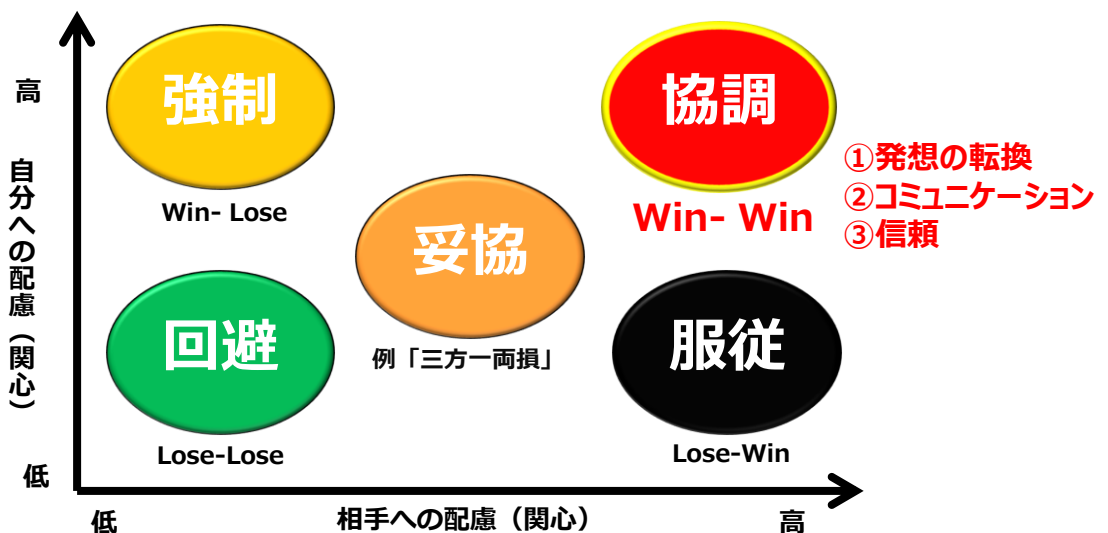 高
自分への配慮（関心）
低
強制
Win- Lose
協調
Win- Win
①発想の転換
②コミュニケーション
③信頼
妥協
例「三方一両損」
回避
Lose-Lose
服従
Lose-Win
低
相手への配慮（関心）
高